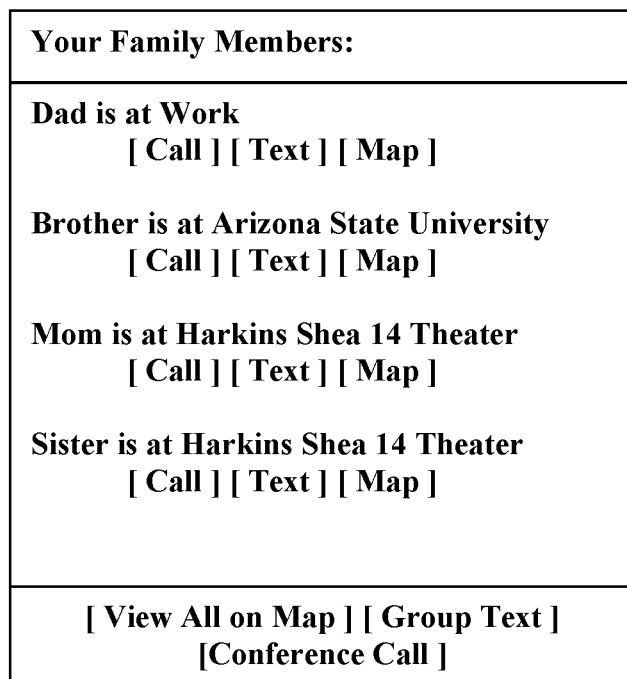 Your Family Members:
Dad is at Work
[ Call ] [ Text ] [ Map ]
Brother is at Arizona State University
[ Call ] [ Text ] [ Map ]
Mom is at Harkins Shea 14 Theater
[ Call ] [ Text ] [ Map ]
Sister is at Harkins Shea 14 Theater
[ Call ] [ Text ] [ Map ]
[ View All on Map ] [ Group Text ]
[Conference Call ]